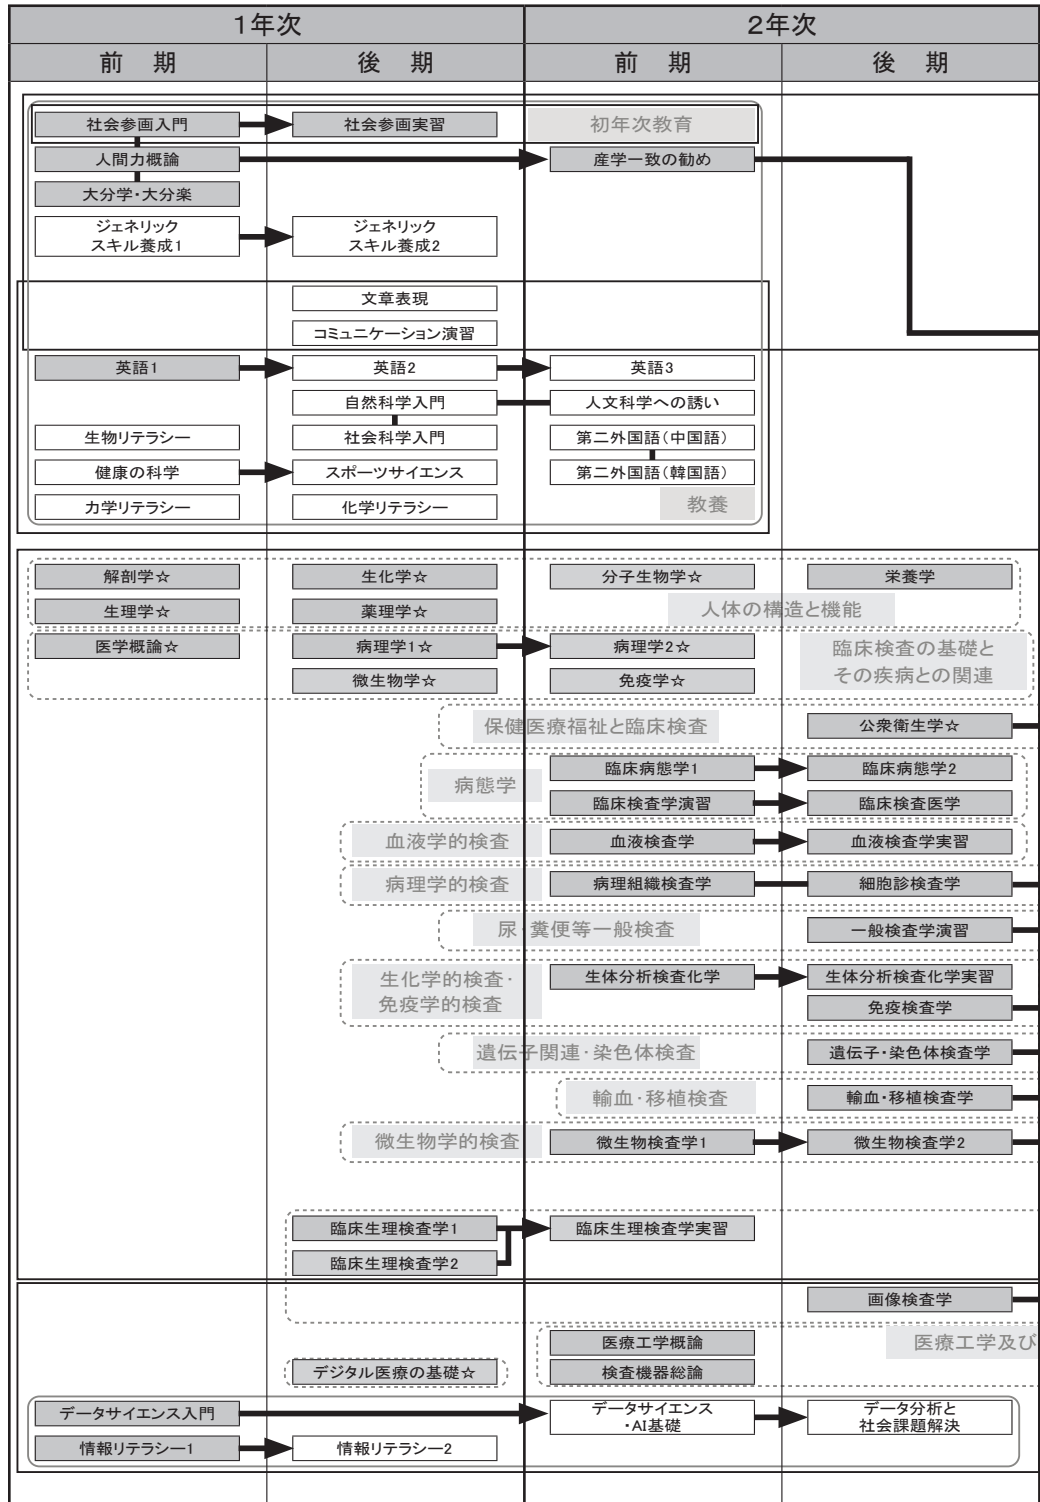 1年次
2年次
前 期
後 期
前 期
後 期
社会参画入門
社会参画実習
初年次教育
人間力概論
産学一致の勧め
大分学・大分楽
ジェネリック
スキル養成1
ジェネリック
スキル養成2
文章表現
コミュニケーション演習
英語1
英語2
英語3
自然科学入門
人文科学への誘い
生物リテラシー
社会科学入門
第二外国語(中国語)
健康の科学
スポーツサイエンス
第二外国語(韓国語)
力学リテラシー
化学リテラシー
教養
解剖学☆
生化学☆
分子生物学☆
栄養学
生理学☆
薬理学☆
人体の構造と機能
医学概論☆
病理学1☆
病理学2☆
臨床検査の基礎と
その疾病との関連
微生物学☆
免疫学☆
保健医療福祉と臨床検査
公衆衛生学☆
病態学
臨床病態学1
臨床病態学2
臨床検査学演習
臨床検査医学
血液学的検査
血液検査学
血液検査学実習
病理学的検査
病理組織検査学
細胞診検査学
尿・糞便等一般検査
一般検査学演習
生化学的検査・
免疫学的検査
生体分析検査化学
生体分析検査化学実習
免疫検査学
遺伝子関連・染色体検査
遺伝子・染色体検査学
輸血・移植検査
輸血・移植検査学
微生物学的検査
微生物検査学1
微生物検査学2
臨床生理検査学1
臨床生理検査学実習
臨床生理検査学2
画像検査学
医療工学概論
医療工学及び
デジタル医療の基礎☆
検査機器総論
データサイエンス入門
データサイエンス
・AI基礎
データ分析と
社会課題解決
情報リテラシー1
情報リテラシー2